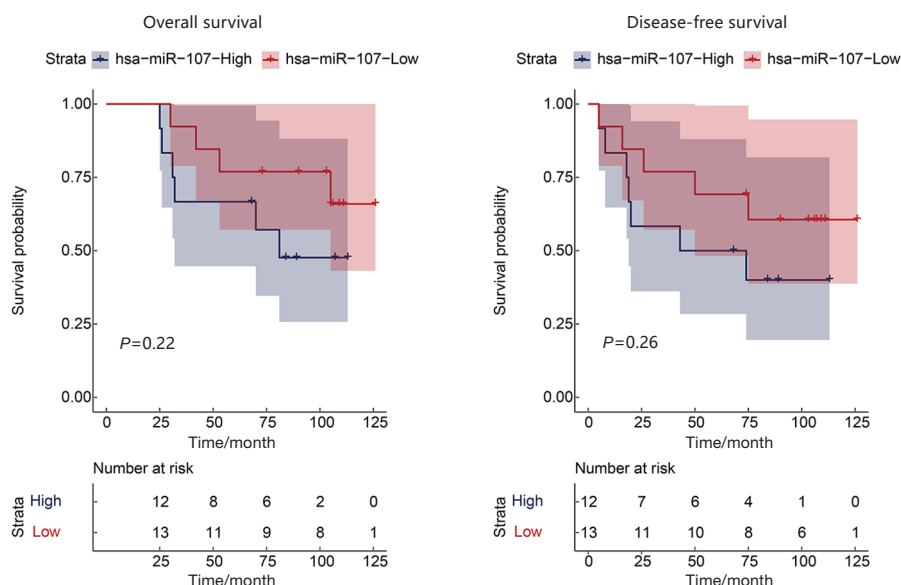 Overall survival
Strata hsa−miR−107−High hsa−miR−107−Low
1.00
0.75
0.50
0.25
0.00
Survival probability
P=0.22
0 25 50 75 100 125
Time/month
Number at risk
Strata
High 12 8 6 2 0
Low 13 11 9 8 1
25 50 75 100 125
Time/month
Disease-free survival
Strata hsa−miR−107−High hsa−miR−107−Low
1.00
0.75
0.50
0.25
0.00
Survival probability
P=0.26
0 25 50 75 100 125
Time/month
Number at risk
Strata
High 12 7 6 4 1 0
Low 13 11 10 8 6 1
00 25 50 75 100 125
Time/month